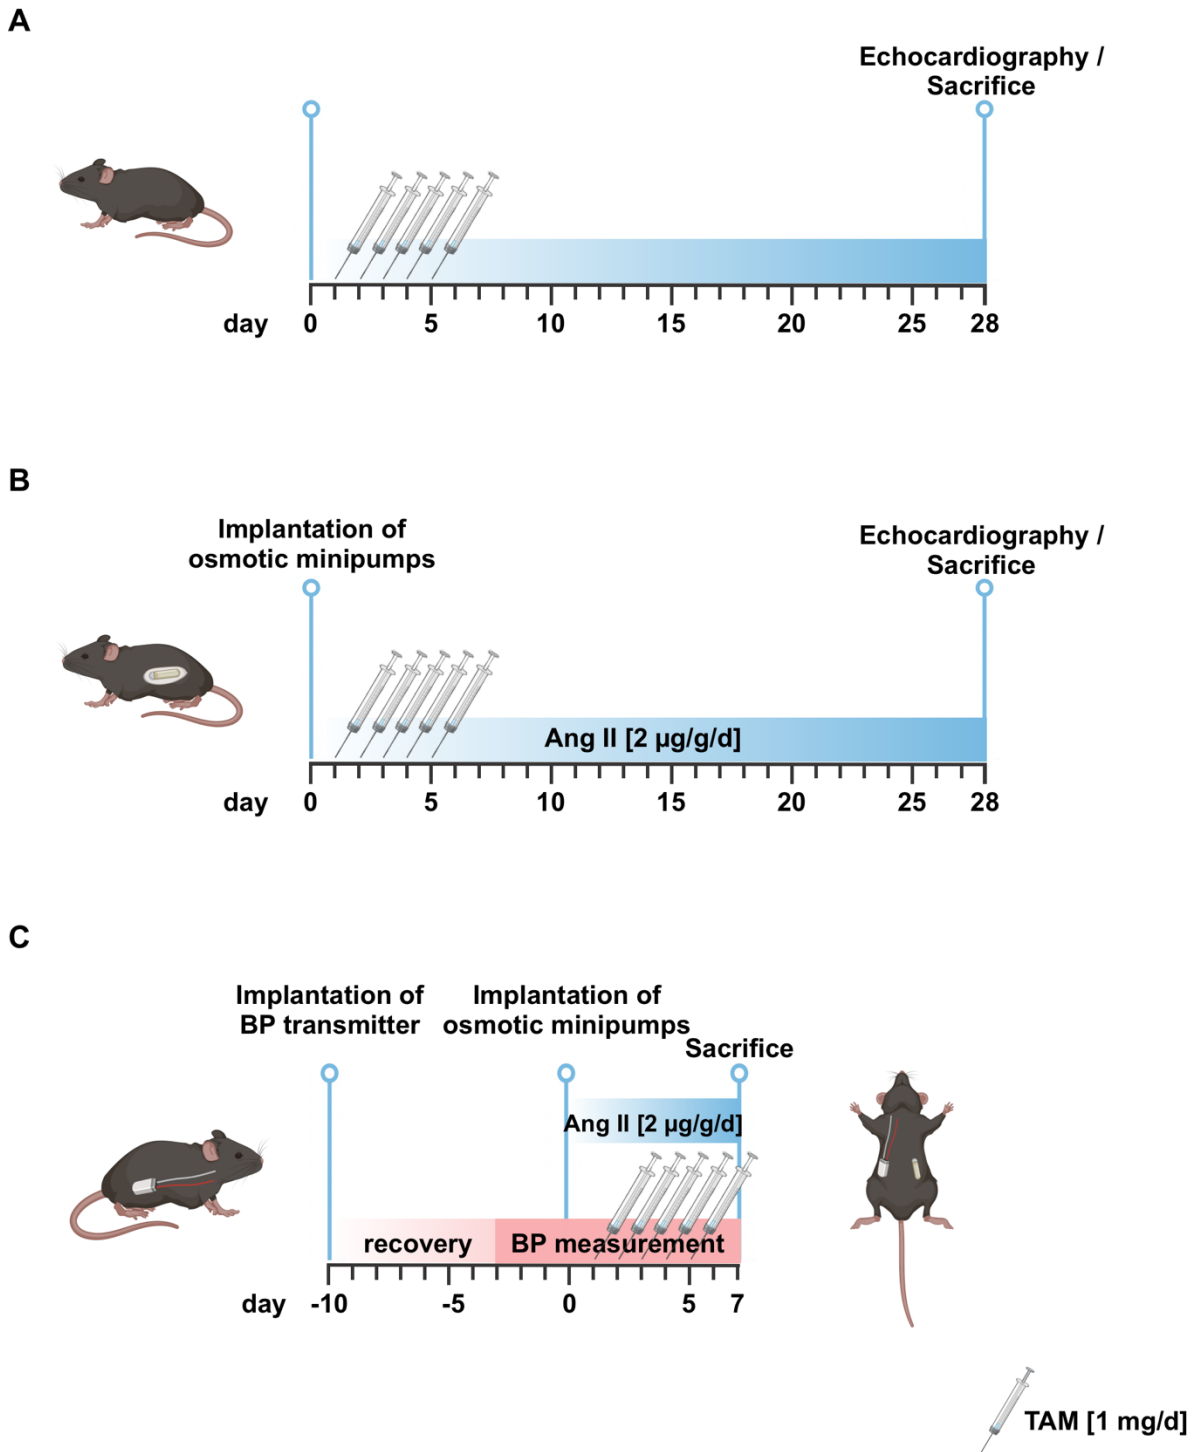 A
Echocardiography /
Sacrifice
day 0 5 10 15 20 25 28
B
Implantation of
osmotic minipumps
Echocardiography /
Sacrifice
Ang II [2 µg/g/d]
day 0 5 10 15 20 25 28
C
Implantation of
BP transmitter
Implantation of
osmotic minipumps
Sacrifice
Ang II [2 µg/g/d]
recovery BP measurement
day -10 -5 0 5 7
TAM [1 mg/d]